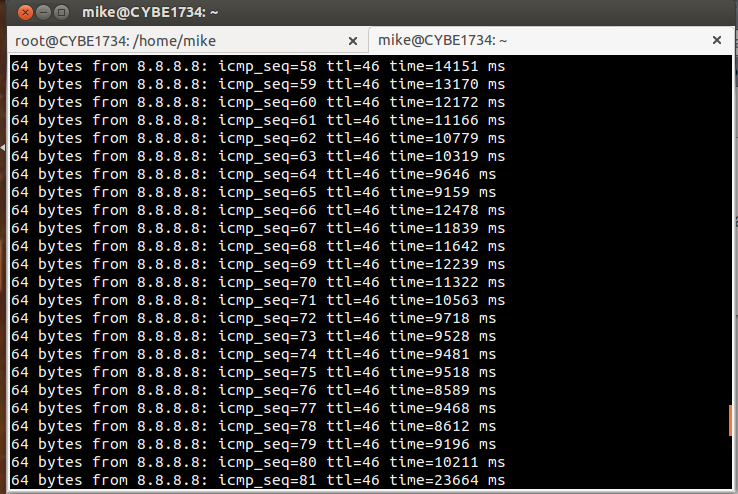 mike@CYBE1734: ~
root@CYBE1734: /home/mike
mike@CYBE1734: ~
64 bytes from 8.8.8.8: icmp_seq=58 ttl=46 time=14151 ms
64 bytes from 8.8.8.8: icmp_seq=59 ttl=46 time=13170 ms
64 bytes from 8.8.8.8: icmp_seq=60 ttl=46 time=12172 ms
64 bytes from 8.8.8.8: icmp_seq=61 ttl=46 time=11166 ms
64 bytes from 8.8.8.8: icmp_seq=62 ttl=46 time=10779 ms
64 bytes from 8.8.8.8: icmp_seq=63 ttl=46 time=10319 ms
64 bytes from 8.8.8.8: icmp_seq=64 ttl=46 time=9646 ms
64 bytes from 8.8.8.8: icmp_seq=65 ttl=46 time=9159 ms
64 bytes from 8.8.8.8: icmp_seq=66 ttl=46 time=12478 ms
64 bytes from 8.8.8.8: icmp_seq=67 ttl=46 time=11839 ms
64 bytes from 8.8.8.8: icmp_seq=68 ttl=46 time=11642 ms
64 bytes from 8.8.8.8: icmp_seq=69 ttl=46 time=12239 ms
64 bytes from 8.8.8.8: icmp_seq=70 ttl=46 time=11322 ms
64 bytes from 8.8.8.8: icmp_seq=71 ttl=46 time=10563 ms
64 bytes from 8.8.8.8: icmp_seq=72 ttl=46 time=9718 ms
64 bytes from 8.8.8.8: icmp_seq=73 ttl=46 time=9528 ms
64 bytes from 8.8.8.8: icmp_seq=74 ttl=46 time=9481 ms
64 bytes from 8.8.8.8: icmp_seq=75 ttl=46 time=9518 ms
64 bytes from 8.8.8.8: icmp_seq=76 ttl=46 time=8589 ms
64 bytes from 8.8.8.8: icmp_seq=77 ttl=46 time=9468 ms
64 bytes from 8.8.8.8: icmp_seq=78 ttl=46 time=8612 ms
64 bytes from 8.8.8.8: icmp_seq=79 ttl=46 time=9196 ms
64 bytes from 8.8.8.8: icmp_seq=80 ttl=46 time=10211 ms
64 bytes from 8.8.8.8: icmp_seq=81 ttl=46 time=23664 ms